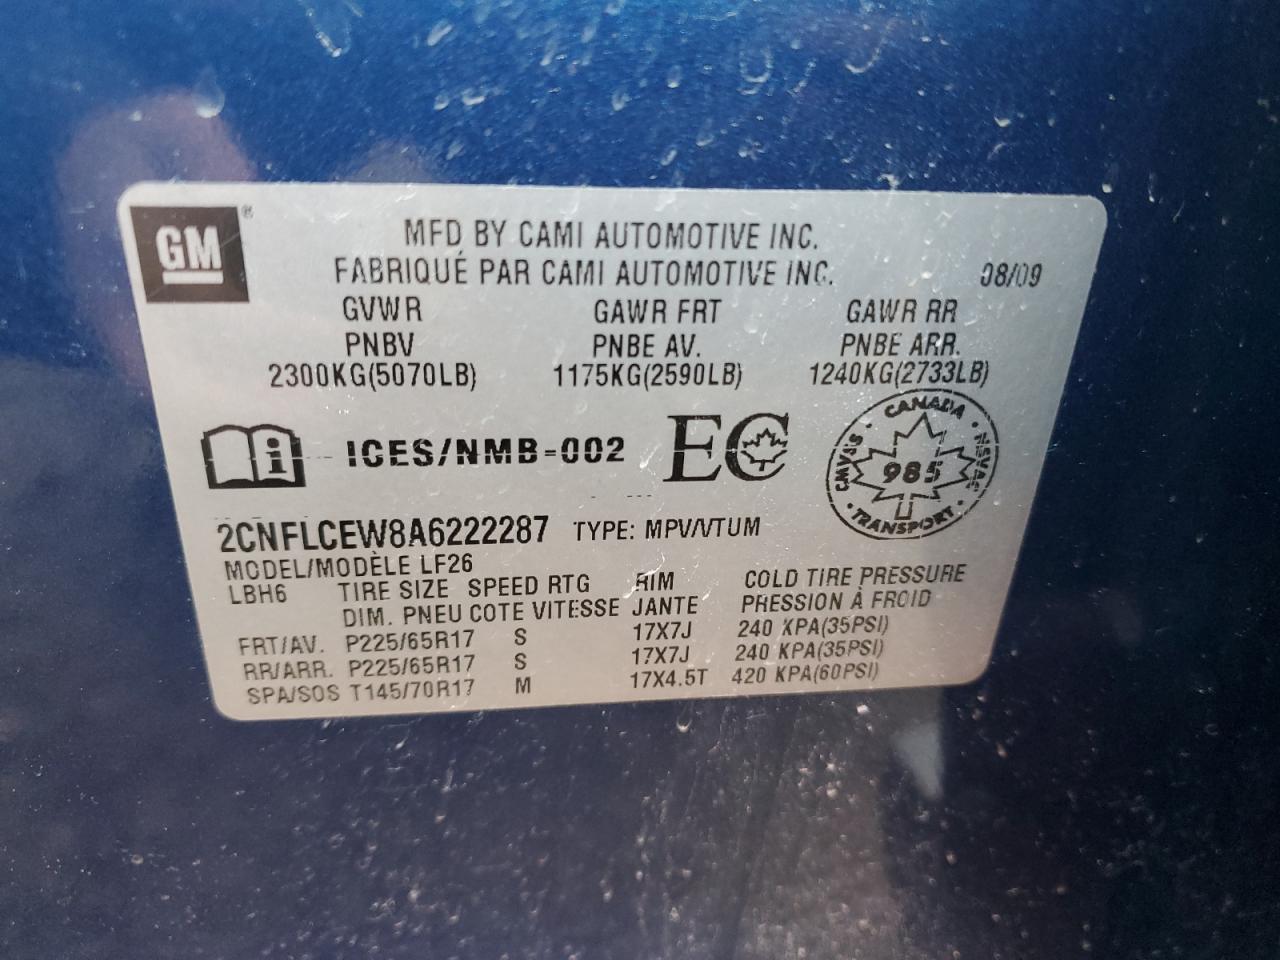 GM®
MFD BY CAMI AUTOMOTIVE INC.
FABRIQUÉ PAR CAMI AUTOMOTIVE INC. 08/09
GVWR GAWR FRT GAWR RR
PNBV PNBE AV. PNBE ARR.
2300KG(5070LB) 1175KG(2590LB) 1240KG(2733LB)
i ICES/NMB-002 EC
CANADA
CMVSS 985 NSVAC
TRANSPORT
2CNFLCEW8A6222287 TYPE: MPV/VTUM
MODEL/MODÈLE LF26
LBH6 TIRE SIZE SPEED RTG RIM COLD TIRE PRESSURE
DIM. PNEU COTE VITESSE JANTE PRESSION À FROID
FRT/AV. P225/65R17 S 17X7J 240 KPA(35PSI)
RR/ARR. P225/65R17 S 17X7J 240 KPA(35PSI)
SPA/SOS T145/70R17 M 17X4.5T 420 KPA(60PSI)